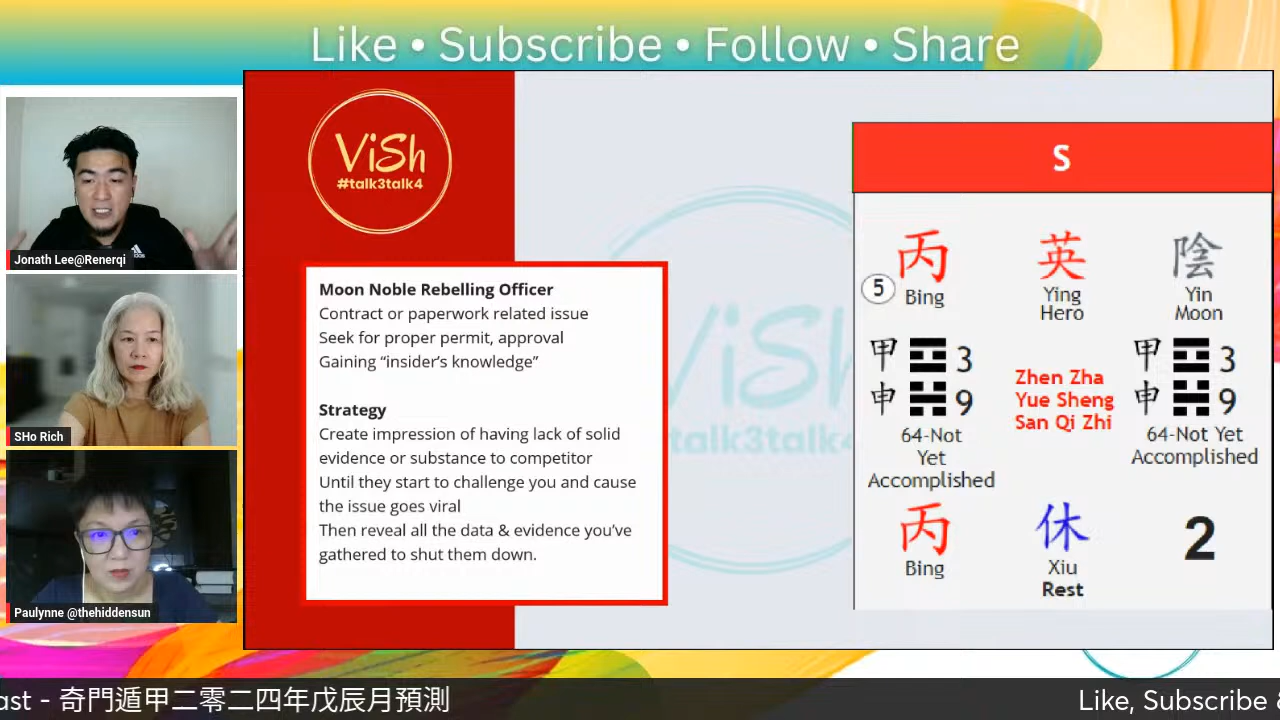 Like • Subscribe • Follow • Share
ViSh
#talk3talk4
Jonath Lee@Renerqi
SHo Rich
Paulynne @thehiddensun
Moon Noble Rebelling Officer
Contract or paperwork related issue
Seek for proper permit, approval
Gaining “insider’s knowledge”
Strategy
Create impression of having lack of solid
evidence or substance to competitor
Until they start to challenge you and cause
the issue goes viral
Then reveal all the data & evidence you’ve
gathered to shut them down.
ViSh
talk3talk4
S
丙 英 陰
5 Bing Ying Hero Yin Moon
甲 3 甲 3
申 9 申 9
Zhen Zha
Yue Sheng
San Qi Zhi
64-Not Yet Accomplished
64-Not Yet Accomplished
丙 休 2
Bing Xiu
Rest
ast - 奇門遁甲二零二四年戊辰月預測
Like, Subscribe &